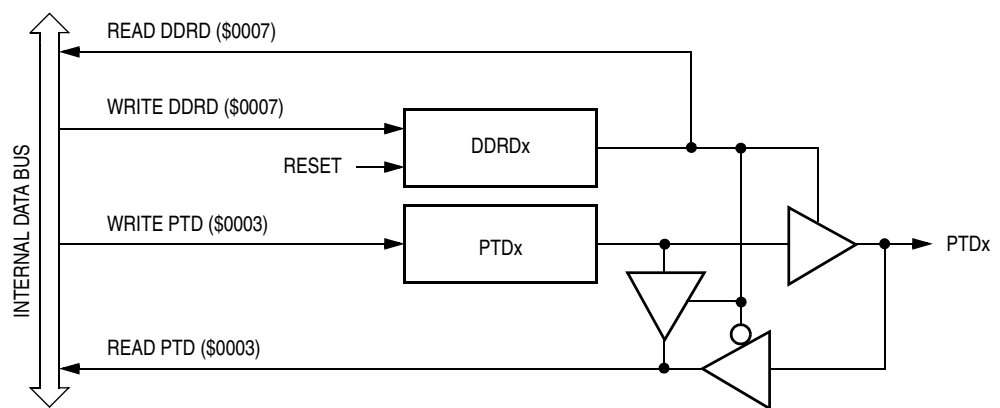 READ DDRD ($0007)
WRITE DDRD ($0007)
DDRDx
RESET
WRITE PTD ($0003)
PTDx
PTDx
READ PTD ($0003)
INTERNAL DATA BUS